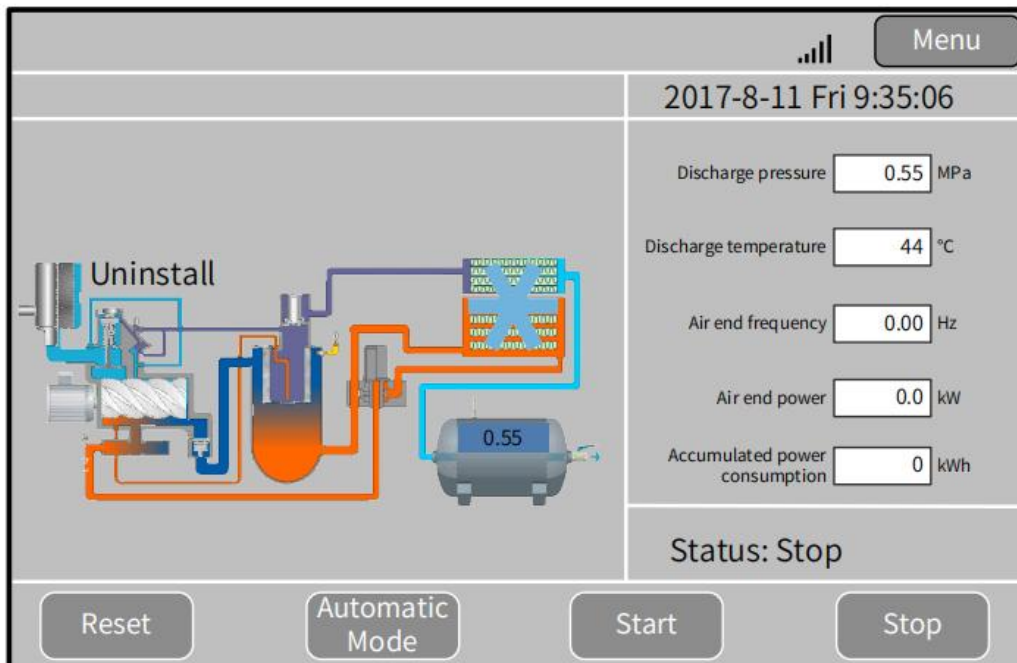 Menu
2017-8-11 Fri 9:35:06
Discharge pressure 0.55 MPa
Discharge temperature 44 °C
Uninstall
Air end frequency 0.00 Hz
Air end power 0.0 kW
0.55
Accumulated power
consumption 0 kWh
Status: Stop
Reset
Automatic
Mode
Start
Stop